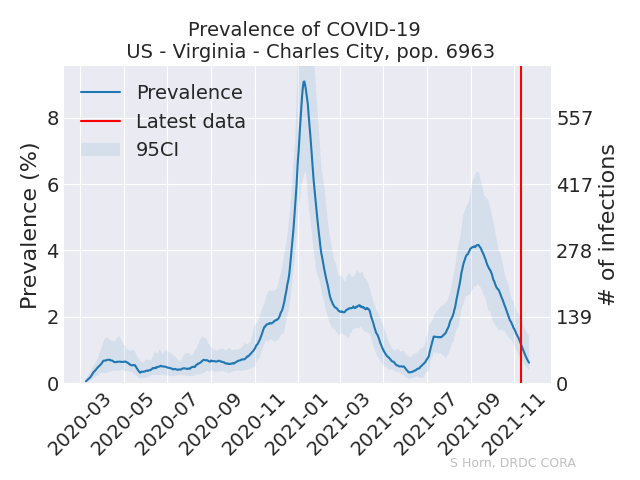 Prevalence of COVID-19
US - Virginia - Charles City, pop. 6963
Prevalence
Latest data
95CI
Prevalence (%)
8
6
4
2
0
557
417
278
139
0
# of infections
2020-03
2020-05
2020-07
2020-09
2020-11
2021-01
2021-03
2021-05
2021-07
2021-09
2021-11
S Horn, DRDC CORA